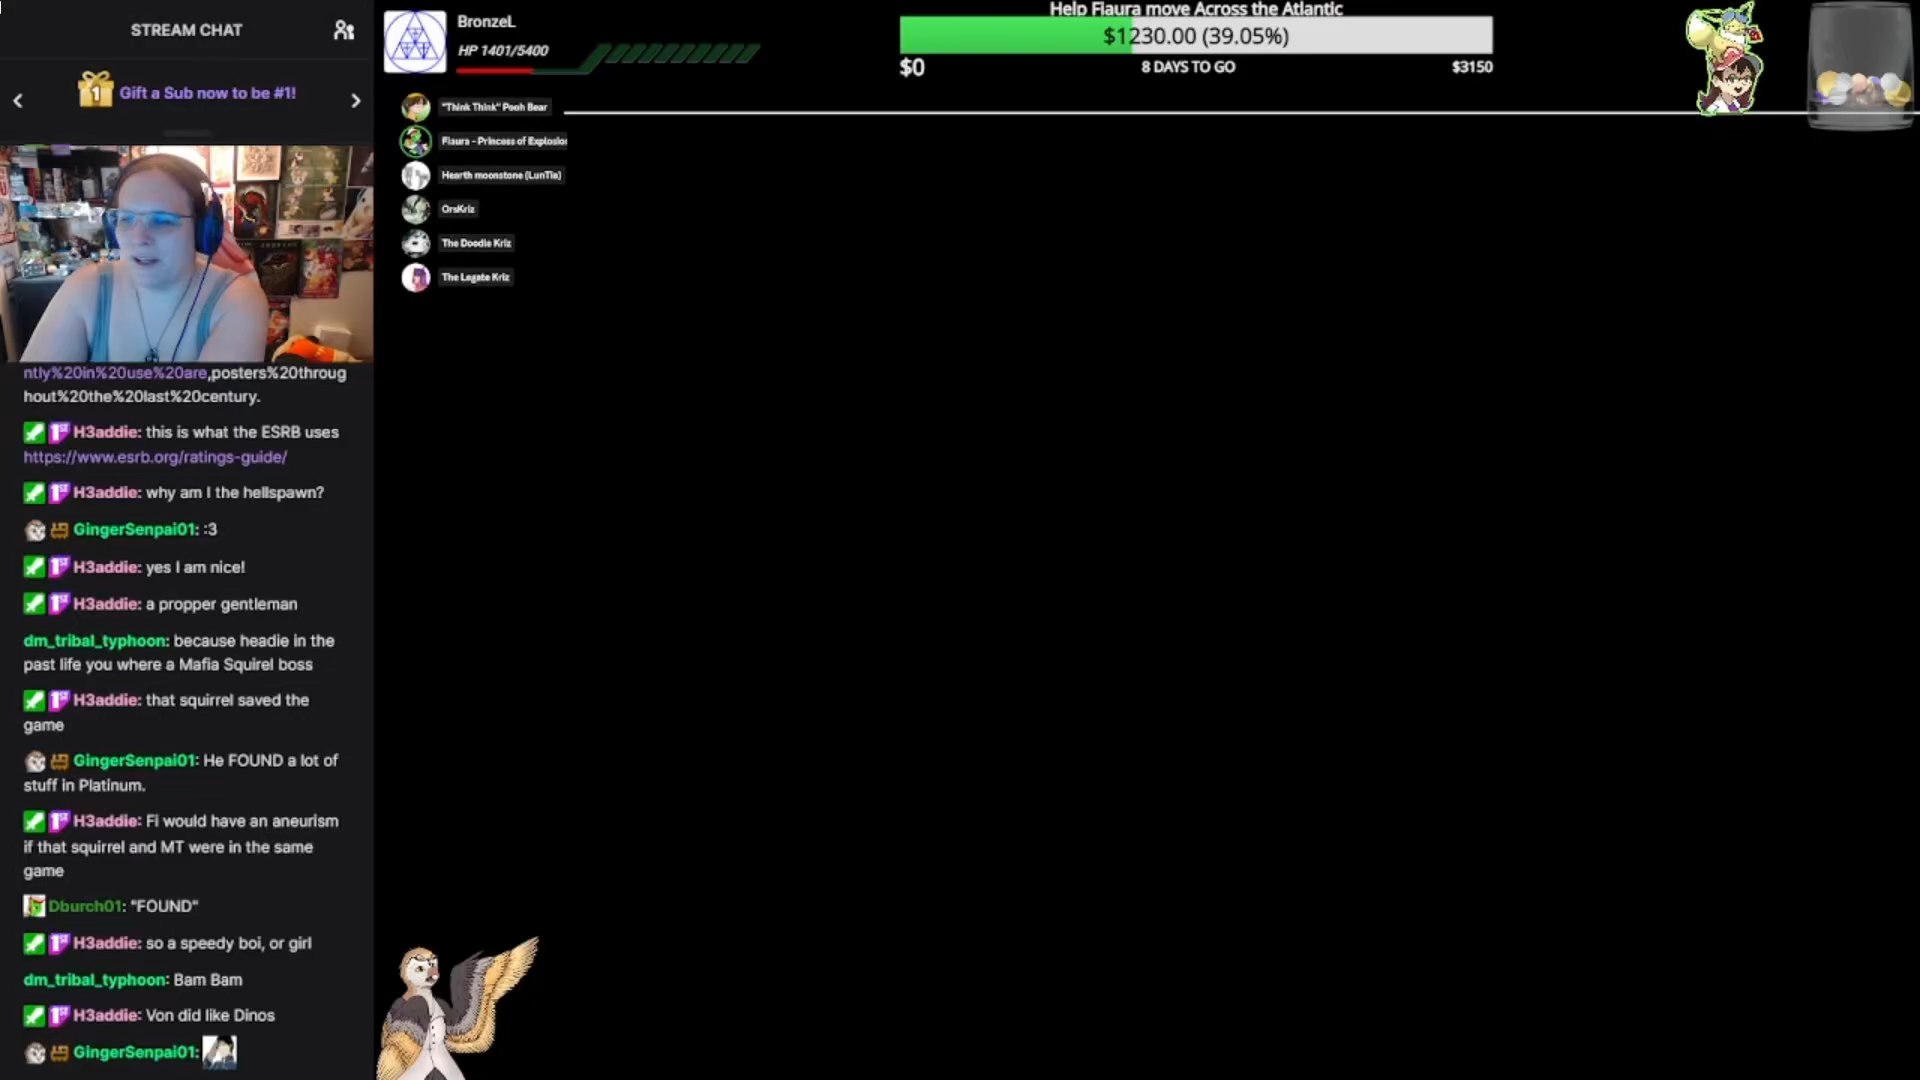 STREAM CHAT
1
Gift a Sub now to be #1!
ntly%20in%20use%20are,posters%20throug
hout%20the%20last%20century.
H3addie: this is what the ESRB uses
https://www.esrb.org/ratings-guide/
H3addie: why am I the hellspawn?
GingerSenpai01: :3
H3addie: yes I am nice!
H3addie: a propper gentleman
dm_tribal_typhoon: because headie in the
past life you where a Mafia Squirel boss
H3addie: that squirrel saved the
game
GingerSenpai01: He FOUND a lot of
stuff in Platinum.
H3addie: Fi would have an aneurism
if that squirrel and MT were in the same
game
Dburch01: "FOUND"
H3addie: so a speedy boi, or girl
dm_tribal_typhoon: Bam Bam
H3addie: Von did like Dinos
GingerSenpai01:
BronzeL
HP 1401/5400
"Think Think" Pooh Bear
Flaura - Princess of Explosion
Hearth moonstone (LunTia)
OrsKriz
The Doodle Kriz
The Legate Kriz
Help Flaura move Across the Atlantic
$1230.00 (39.05%)
$0
8 DAYS TO GO
$3150